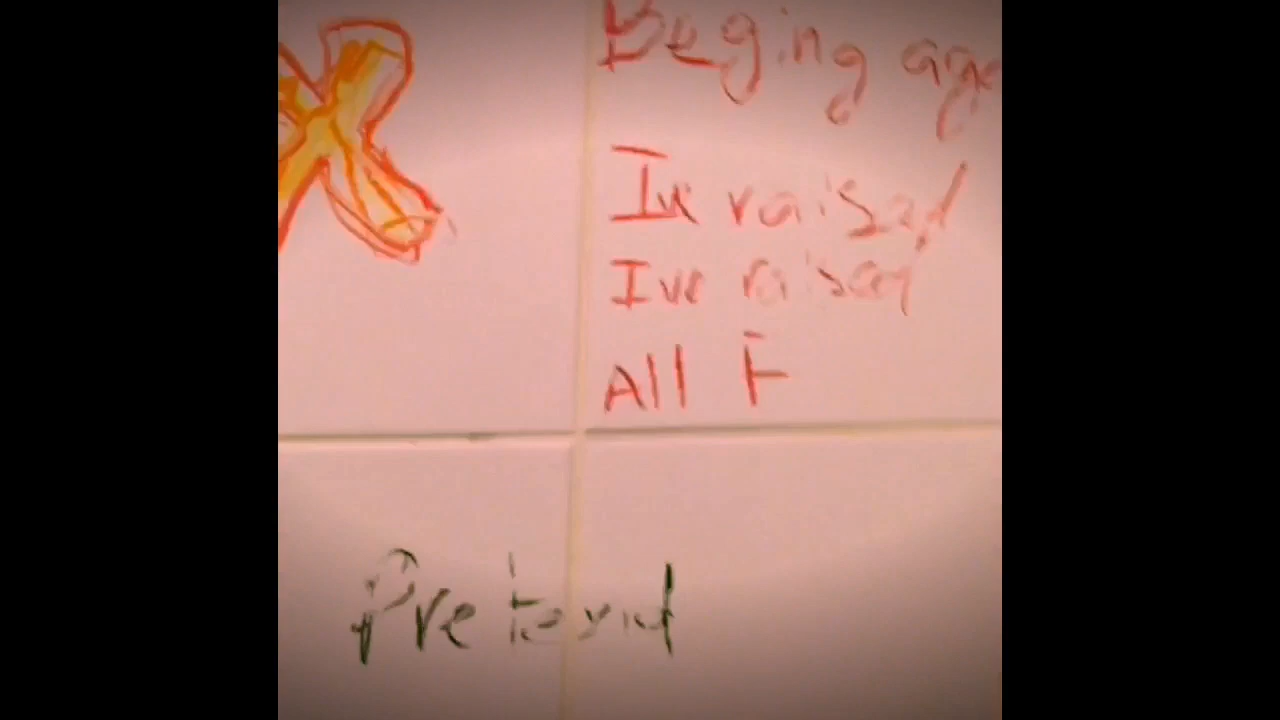 X
Beging age
Ive raised
Ive raised
All F
Pretend